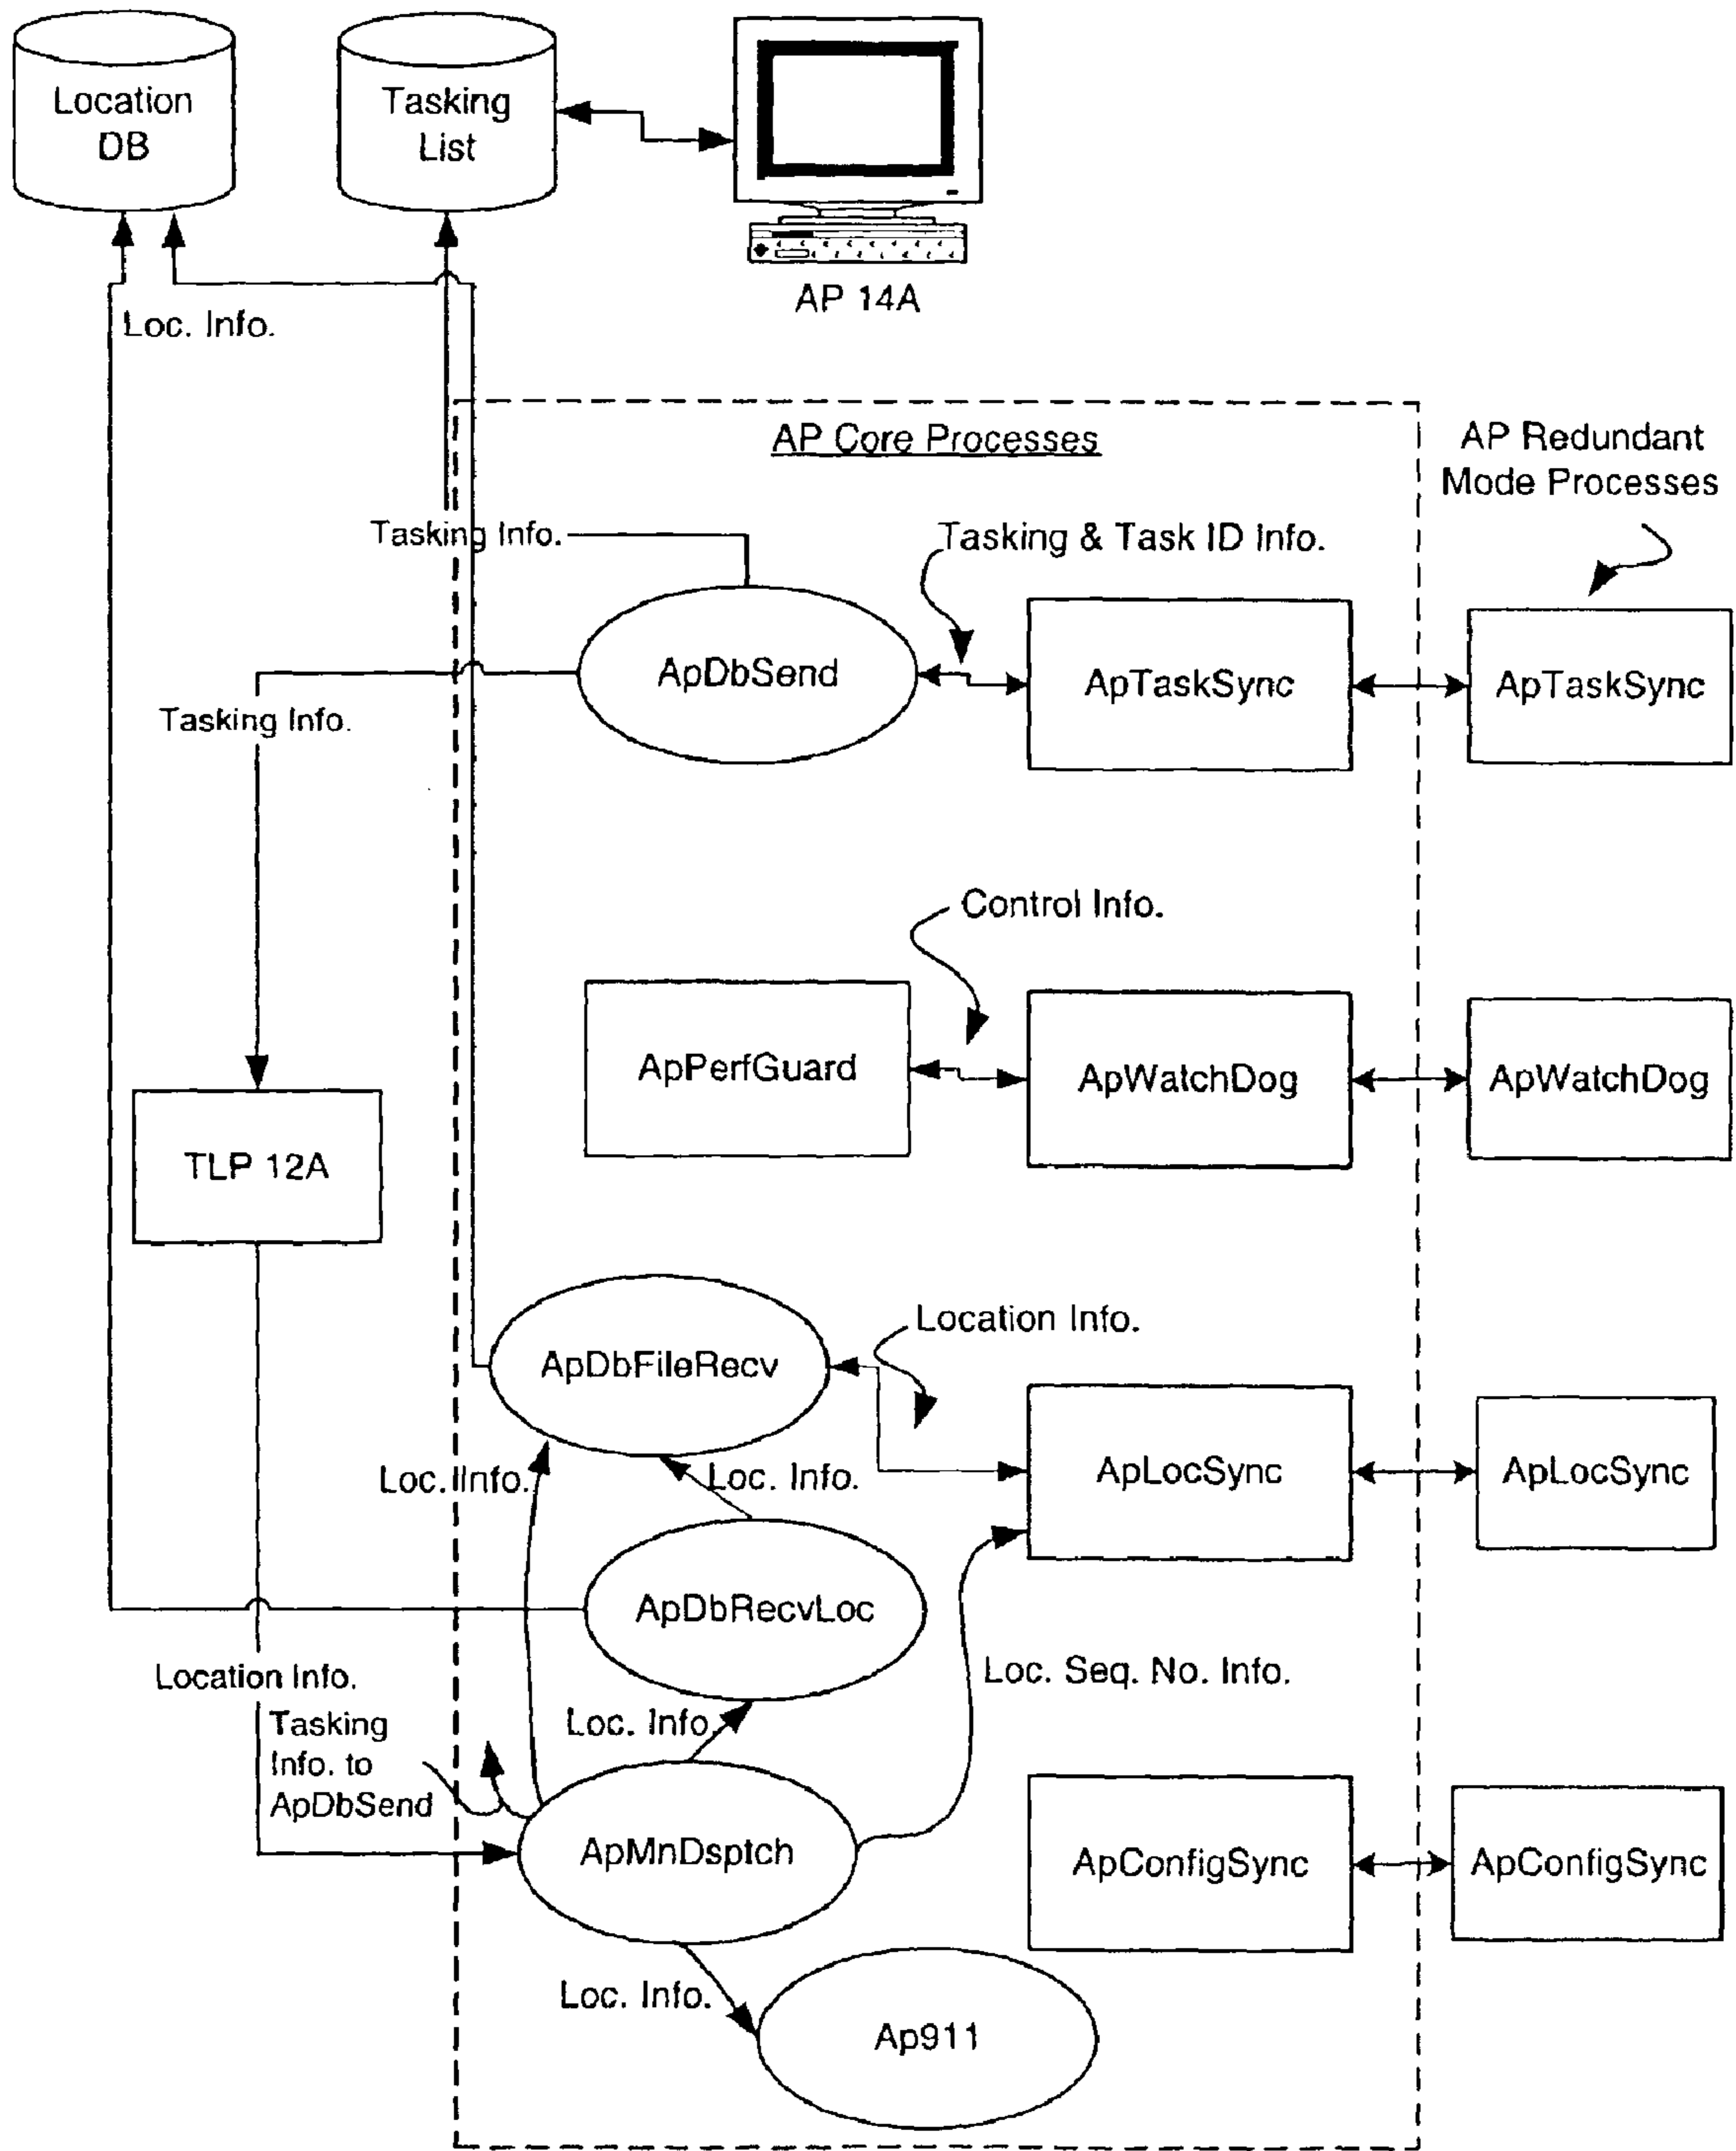 Location
DB
Tasking
List
AP 14A
Loc. Info.
AP Core Processes
AP Redundant
Mode Processes
Tasking Info.
Tasking & Task ID Info.
ApDbSend
ApTaskSync
ApTaskSync
Tasking Info.
Control Info.
ApPerfGuard
ApWatchDog
ApWatchDog
TLP 12A
Location Info.
ApDbFileRecv
Loc. Info.
Loc. Info.
ApLocSync
ApLocSync
ApDbRecvLoc
Location Info.
Loc. Seq. No. Info.
Tasking
Info. to
ApDbSend
Loc. Info.
ApMnDsptch
ApConfigSync
ApConfigSync
Loc. Info.
Ap911